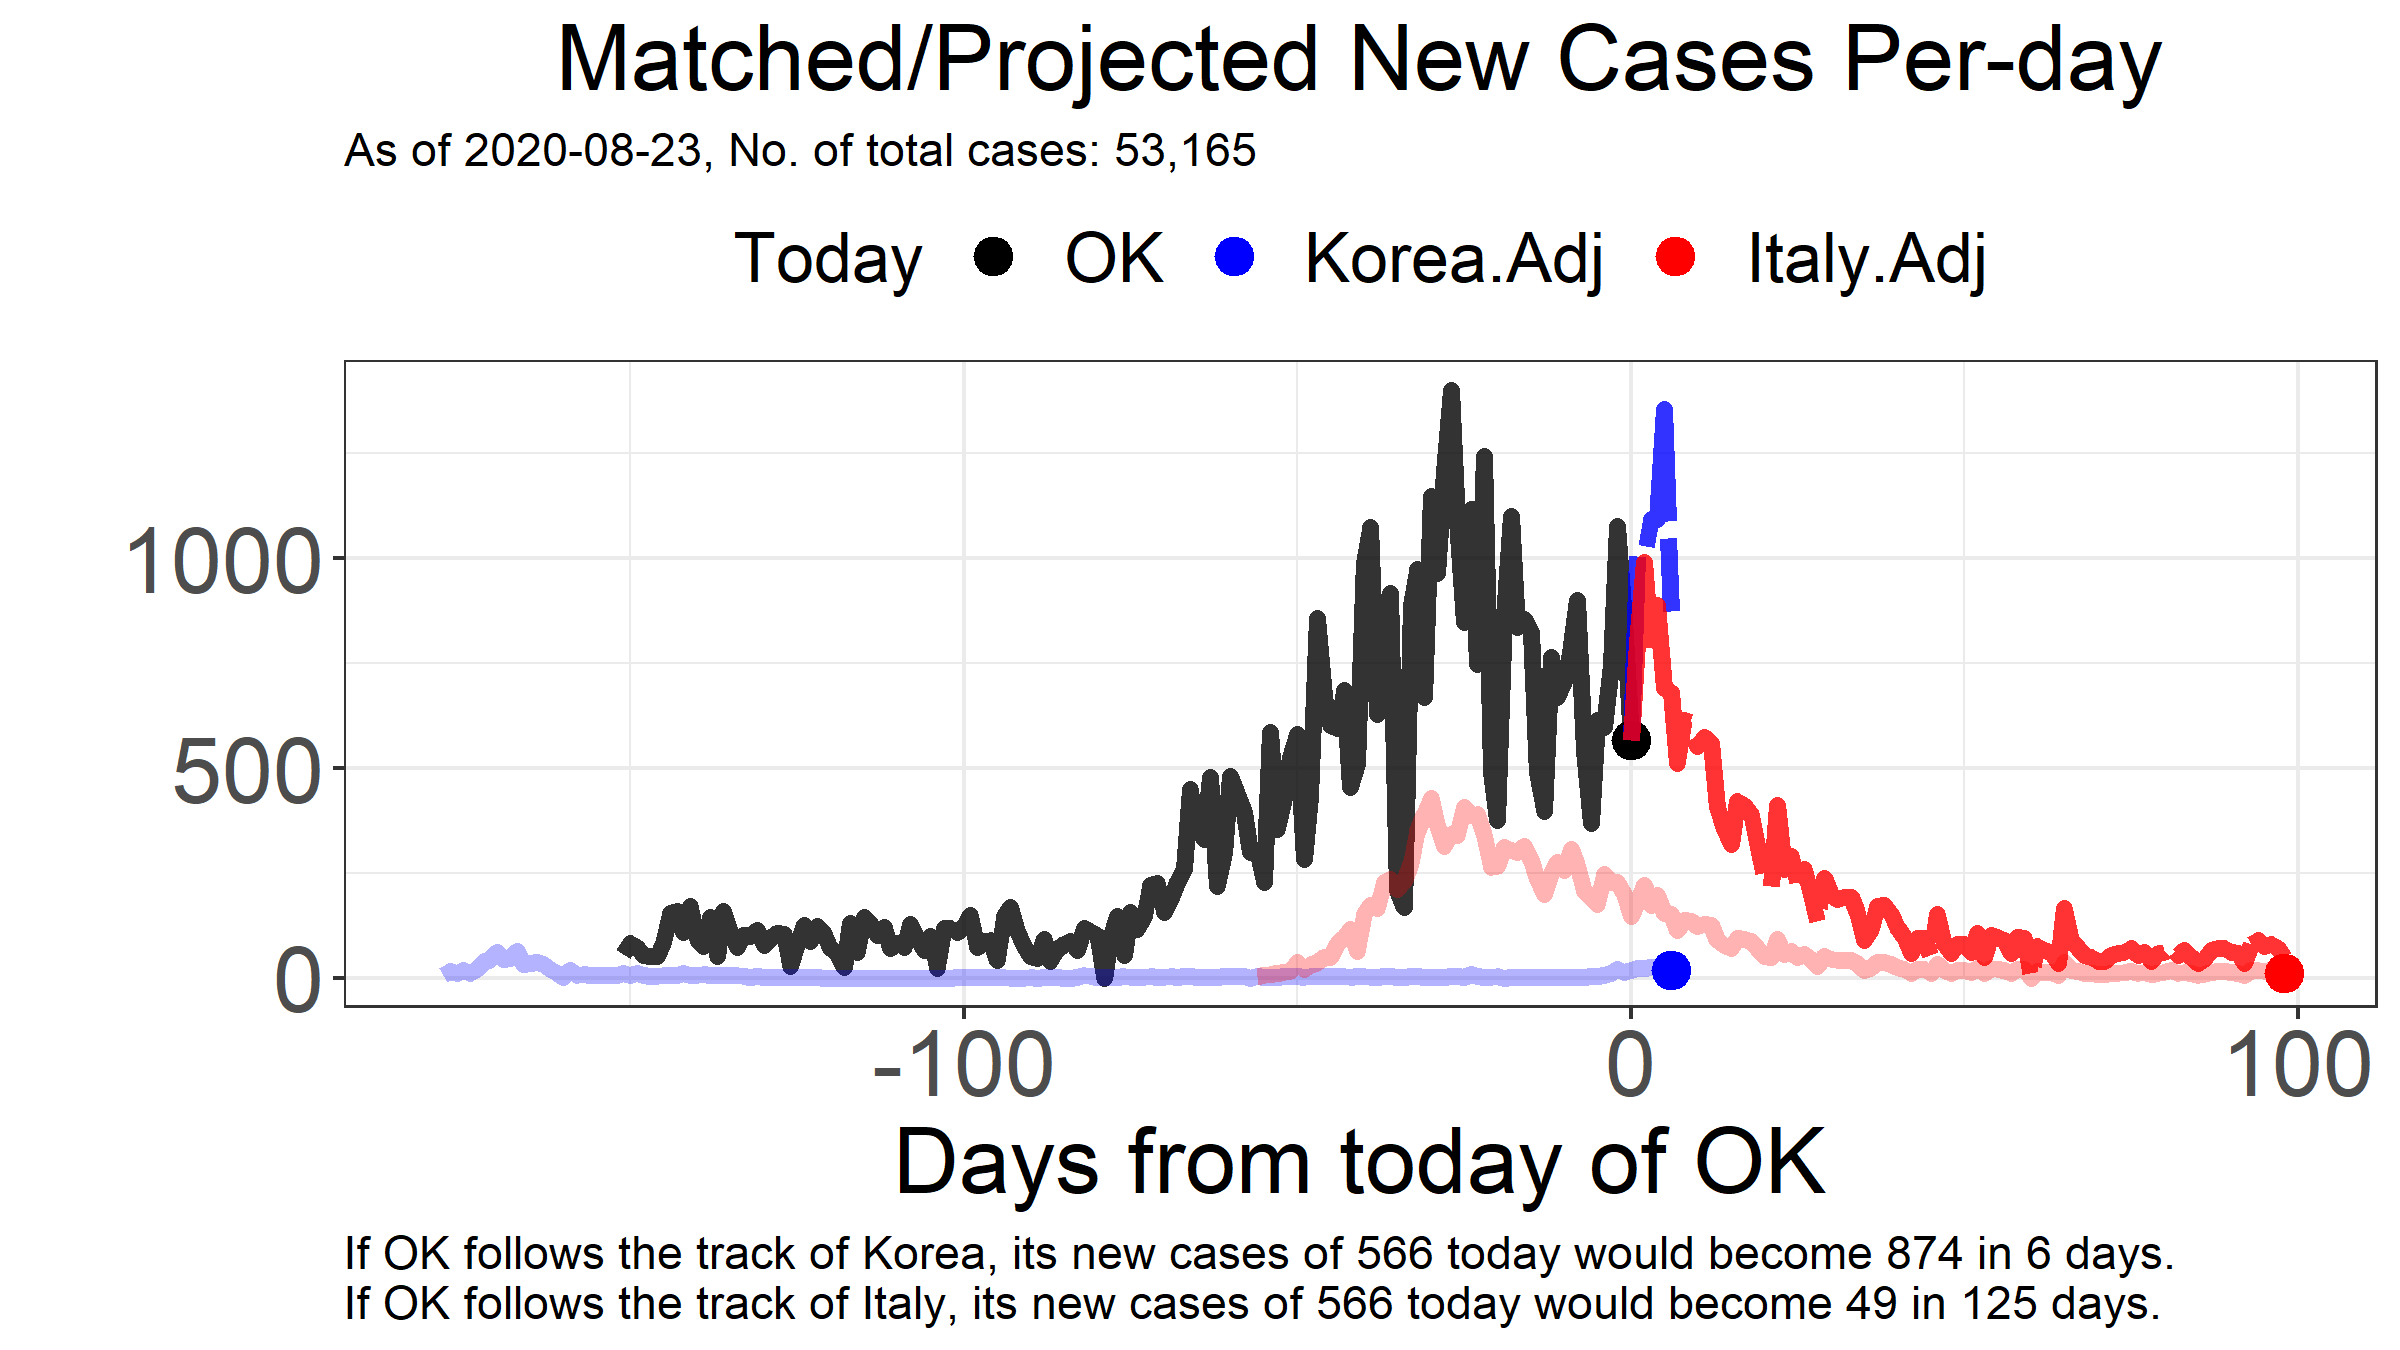 Matched/Projected New Cases Per-day
As of 2020-08-23, No. of total cases: 53,165
Today OK Korea.Adj Italy.Adj
1000
500
0
-100 0 100
Days from today of OK
If OK follows the track of Korea, its new cases of 566 today would become 874 in 6 days.
If OK follows the track of Italy, its new cases of 566 today would become 49 in 125 days.